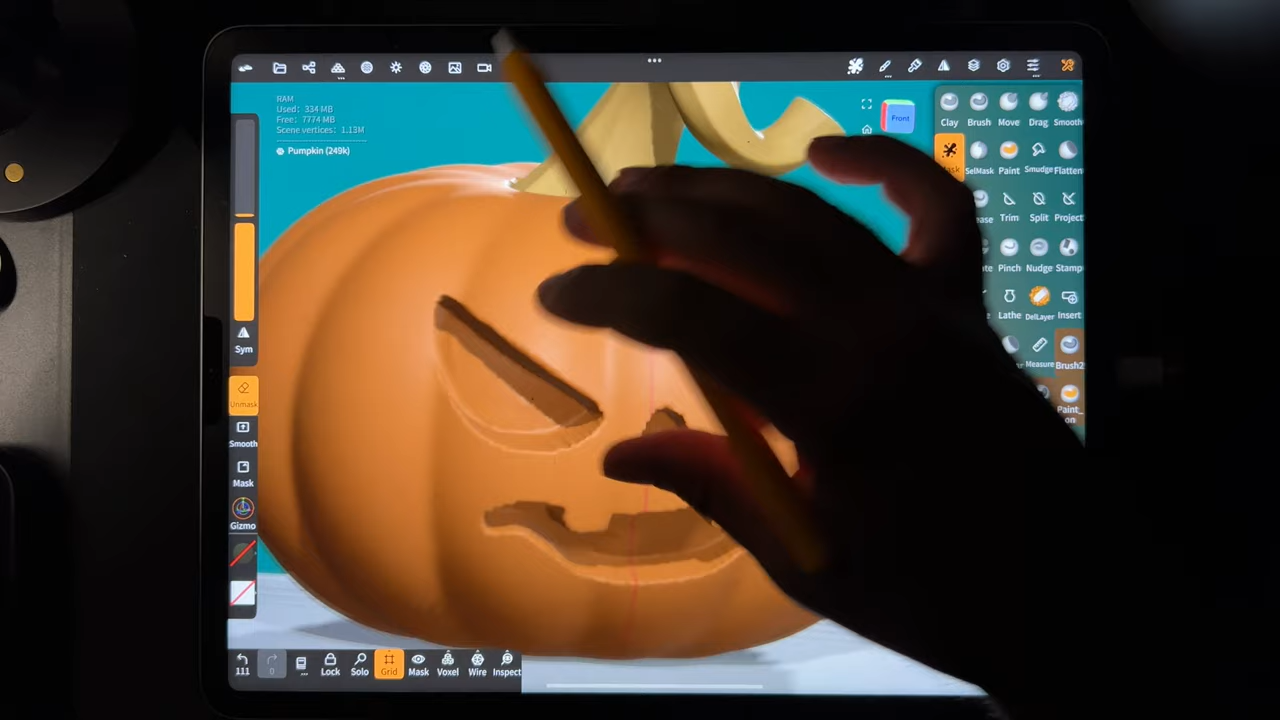 RAM
Used: 334 MB
Free: 7774 MB
Scene vertices: 1.13M
Pumpkin (249k)
Front
Clay Brush Move Drag Smooth
SelMask Paint Smudge Flatten
Trim Split Project
Pinch Nudge Stamp
Lathe DelLayer Insert
Measure Brush2
Paint_
on
Sym
Unmask
Smooth
Mask
Gizmo
111 0 Lock Solo Grid Mask Voxel Wire Inspect